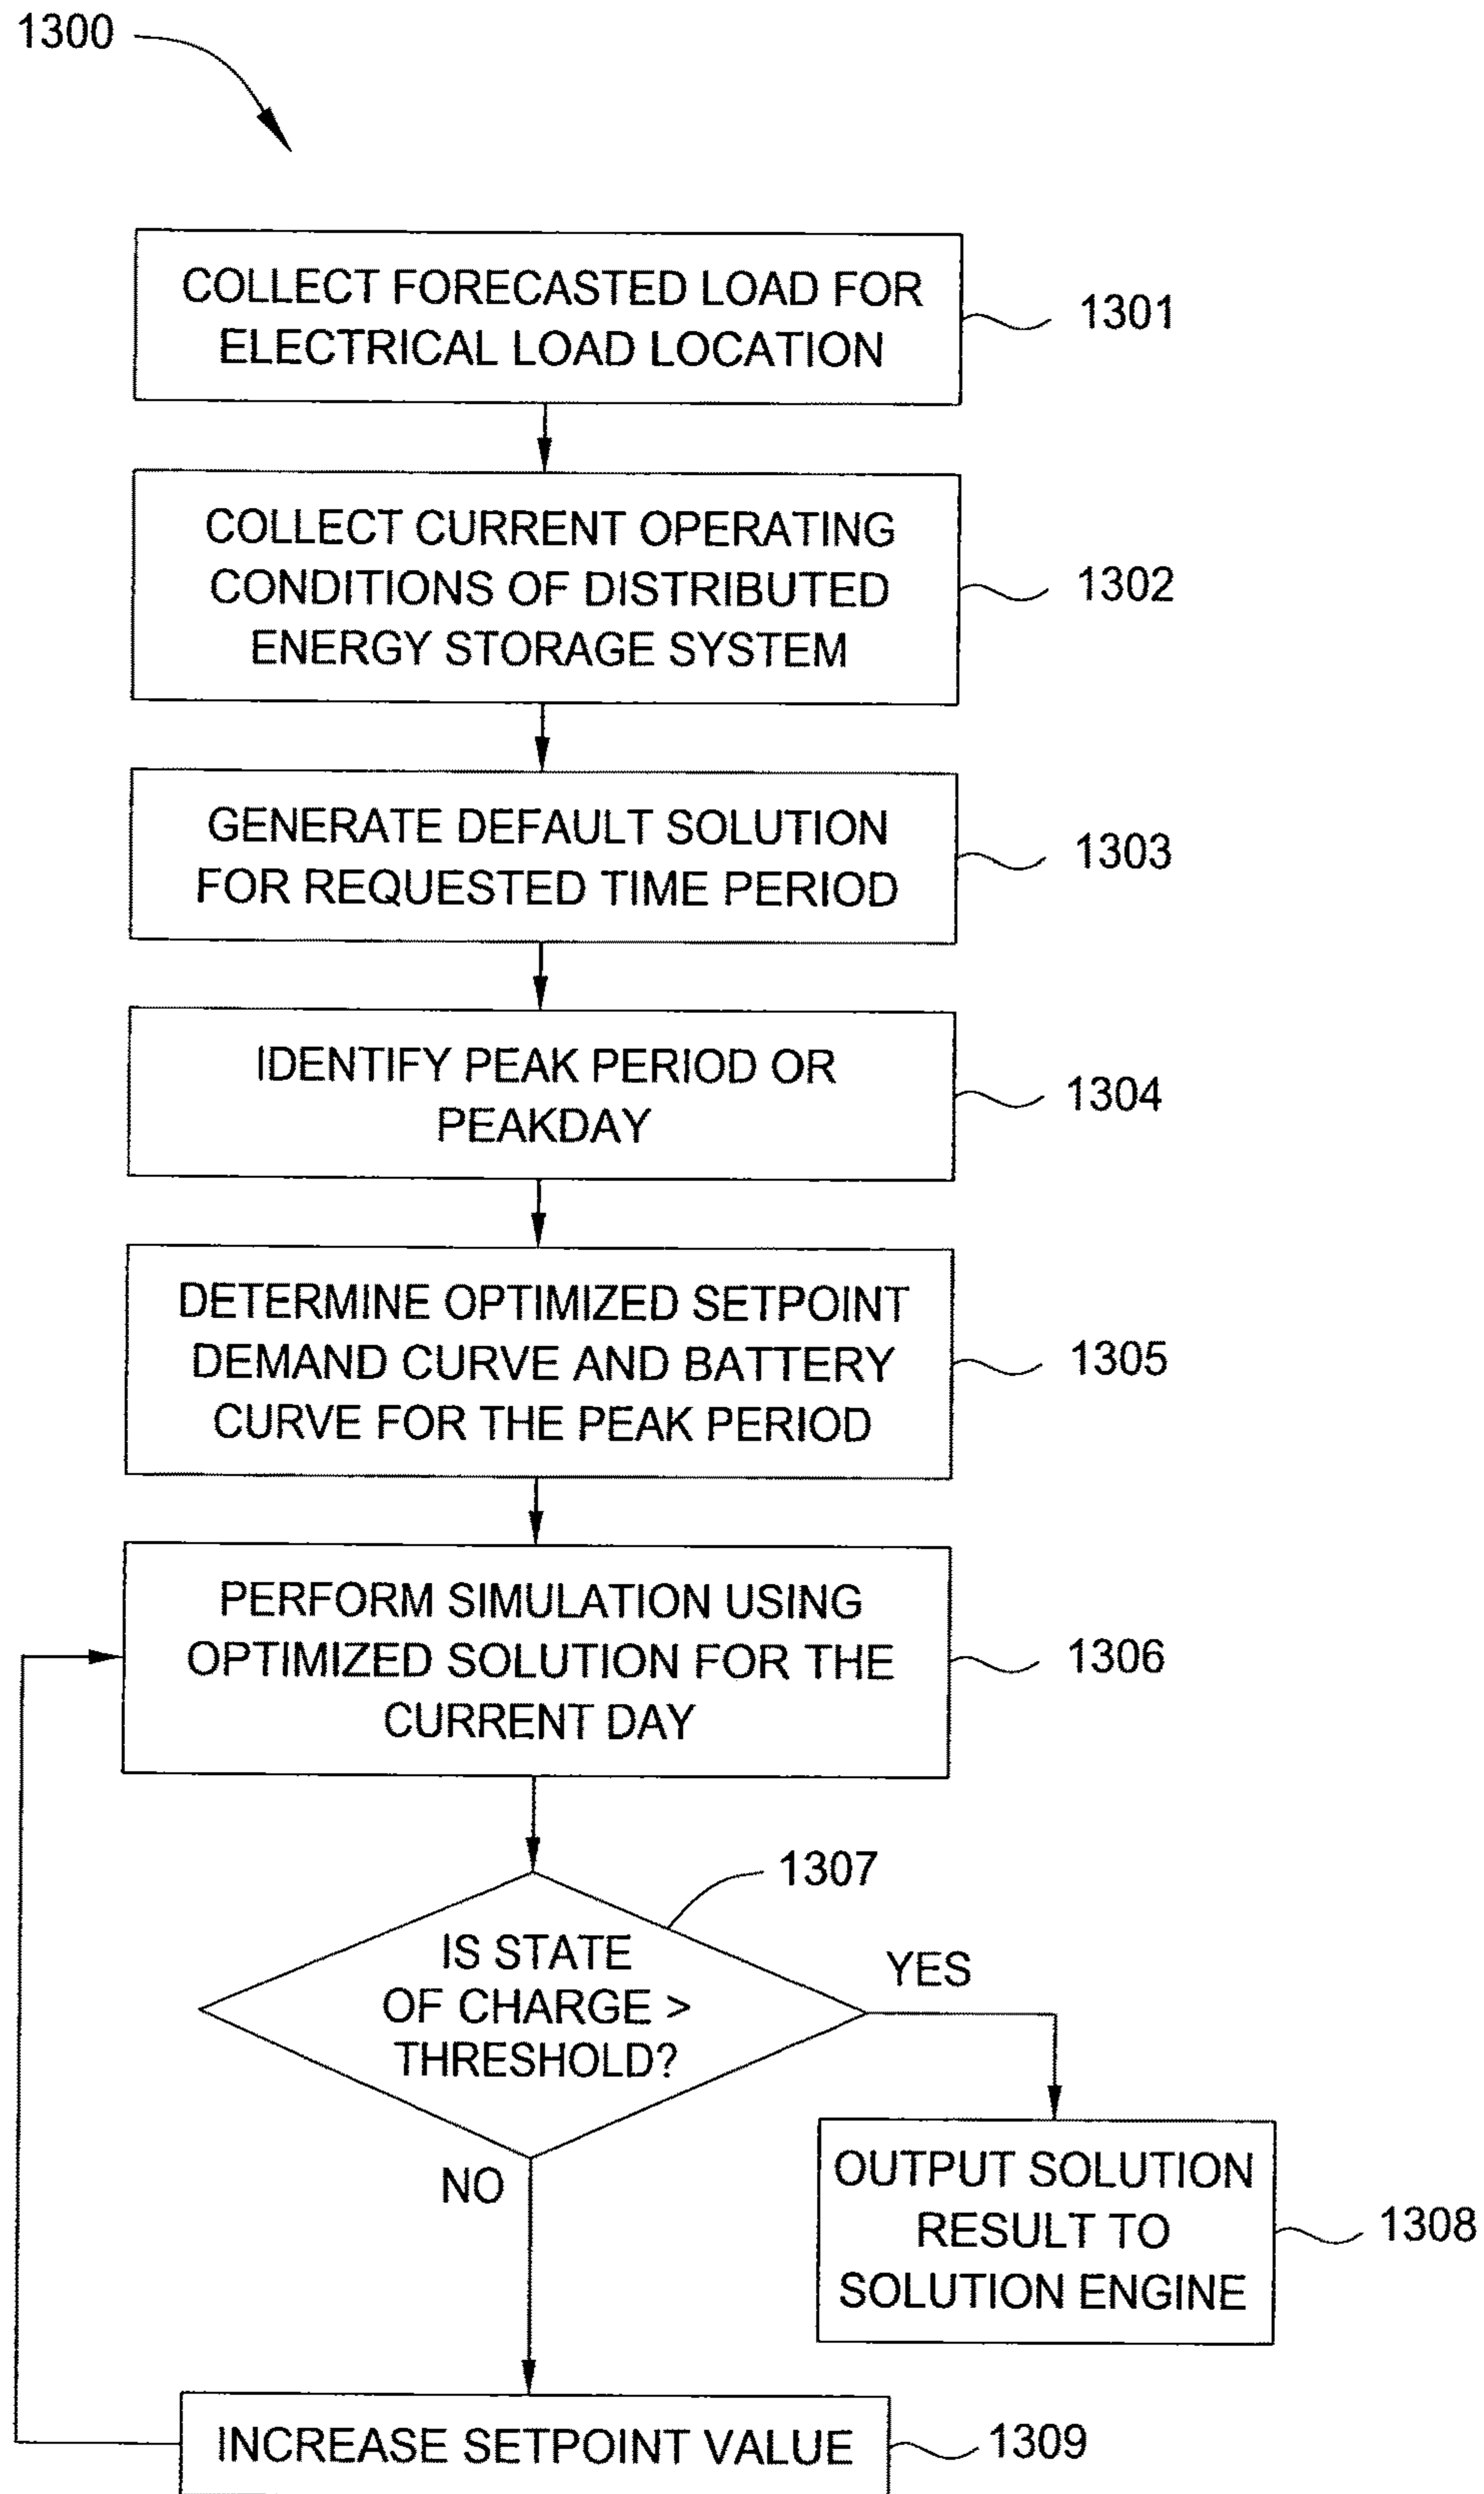 1300
COLLECT FORECASTED LOAD FOR
ELECTRICAL LOAD LOCATION
1301
COLLECT CURRENT OPERATING
CONDITIONS OF DISTRIBUTED
ENERGY STORAGE SYSTEM
1302
GENERATE DEFAULT SOLUTION
FOR REQUESTED TIME PERIOD
1303
IDENTIFY PEAK PERIOD OR
PEAKDAY
1304
DETERMINE OPTIMIZED SETPOINT
DEMAND CURVE AND BATTERY
CURVE FOR THE PEAK PERIOD
1305
PERFORM SIMULATION USING
OPTIMIZED SOLUTION FOR THE
CURRENT DAY
1306
1307
IS STATE
OF CHARGE >
THRESHOLD?
YES
NO
OUTPUT SOLUTION
RESULT TO
SOLUTION ENGINE
1308
INCREASE SETPOINT VALUE
1309